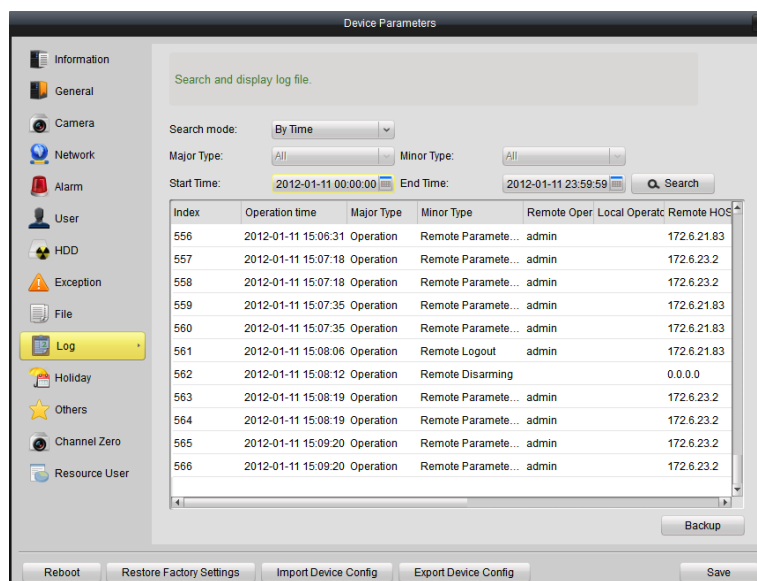 Device Parameters
Information
General
Camera
Network
Alarm
User
HDD
Exception
File
Log
Holiday
Others
Channel Zero
Resource User
Search and display log file.
Search mode: By Time
Major Type: All Minor Type: All
Start Time: 2012-01-11 00:00:00 End Time: 2012-01-11 23:59:59 Search
Index Operation time Major Type Minor Type Remote Oper Local Operatc Remote HOS
556 2012-01-11 15:06:31 Operation Remote Paramete... admin 172.6.21.83
557 2012-01-11 15:07:18 Operation Remote Paramete... admin 172.6.23.2
558 2012-01-11 15:07:18 Operation Remote Paramete... admin 172.6.23.2
559 2012-01-11 15:07:35 Operation Remote Paramete... admin 172.6.21.83
560 2012-01-11 15:07:35 Operation Remote Paramete... admin 172.6.21.83
561 2012-01-11 15:08:06 Operation Remote Logout admin 172.6.21.83
562 2012-01-11 15:08:12 Operation Remote Disarming 0.0.0.0
563 2012-01-11 15:08:19 Operation Remote Paramete... admin 172.6.23.2
564 2012-01-11 15:08:19 Operation Remote Paramete... admin 172.6.23.2
565 2012-01-11 15:09:20 Operation Remote Paramete... admin 172.6.23.2
566 2012-01-11 15:09:20 Operation Remote Paramete... admin 172.6.23.2
Backup
Reboot Restore Factory Settings Import Device Config Export Device Config Save